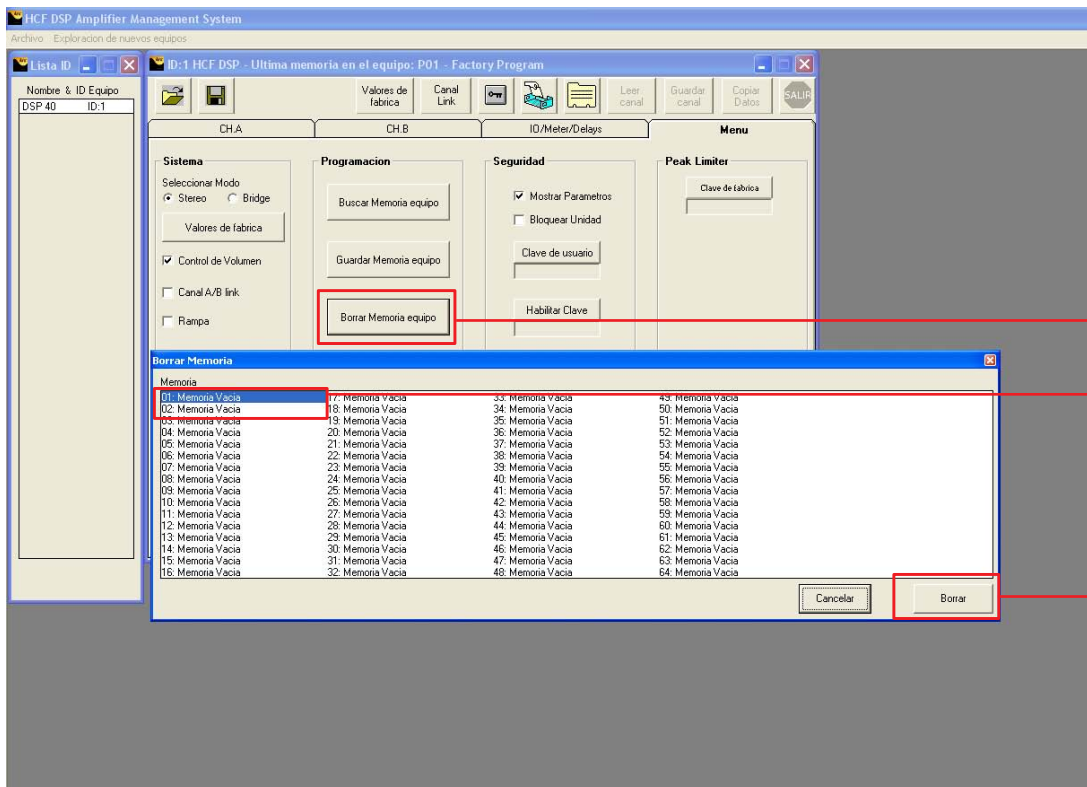 HCF DSP Amplifier Management System
Archivo Exploracion de nuevos equipos
Lista ID
Nombre & ID Equipo
DSP 40 ID:1
ID:1 HCF DSP - Ultima memoria en el equipo: P01 - Factory Program
Valores de fabrica
Canal Link
Leer. canal
Guardar canal
Copiar Datos
SALIR
CH.A
CH.B
IO/Meter/Delays
Menu
Sistema
Seleccionar Modo
Stereo Bridge
Valores de fabrica
Control de Volumen
Canal A/B link
Rampa
Programacion
Buscar Memoria equipo
Guardar Memoria equipo
Borrar Memoria equipo
Seguridad
Mostrar Parametros
Bloquear Unidad
Clave de usuario
Habilitar Clave
Peak Limiter
Clave de fabrica
Borrar Memoria
Memoria
01: Memoria Vacia
02: Memoria Vacia
03: Memoria Vacia
04: Memoria Vacia
05: Memoria Vacia
06: Memoria Vacia
07: Memoria Vacia
08: Memoria Vacia
09: Memoria Vacia
10: Memoria Vacia
11: Memoria Vacia
12: Memoria Vacia
13: Memoria Vacia
14: Memoria Vacia
15: Memoria Vacia
16: Memoria Vacia
17: Memoria Vacia
18: Memoria Vacia
19: Memoria Vacia
20: Memoria Vacia
21: Memoria Vacia
22: Memoria Vacia
23: Memoria Vacia
24: Memoria Vacia
25: Memoria Vacia
26: Memoria Vacia
27: Memoria Vacia
28: Memoria Vacia
29: Memoria Vacia
30: Memoria Vacia
31: Memoria Vacia
32: Memoria Vacia
33: Memoria Vacia
34: Memoria Vacia
35: Memoria Vacia
36: Memoria Vacia
37: Memoria Vacia
38: Memoria Vacia
39: Memoria Vacia
40: Memoria Vacia
41: Memoria Vacia
42: Memoria Vacia
43: Memoria Vacia
44: Memoria Vacia
45: Memoria Vacia
46: Memoria Vacia
47: Memoria Vacia
48: Memoria Vacia
49: Memoria Vacia
50: Memoria Vacia
51: Memoria Vacia
52: Memoria Vacia
53: Memoria Vacia
54: Memoria Vacia
55: Memoria Vacia
56: Memoria Vacia
57: Memoria Vacia
58: Memoria Vacia
59: Memoria Vacia
60: Memoria Vacia
61: Memoria Vacia
62: Memoria Vacia
63: Memoria Vacia
64: Memoria Vacia
Cancelar
Borrar